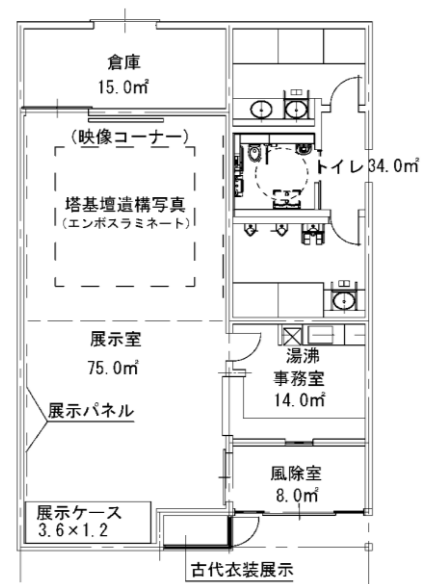 倉庫
15.0㎡
(映像コーナー)
塔基壇遺構写真
(エンボスラミネート)
トイレ34.0㎡
展示室
75.0㎡
展示パネル
湯沸
事務室
14.0㎡
風除室
8.0㎡
展示ケース
3.6×1.2
古代衣装展示